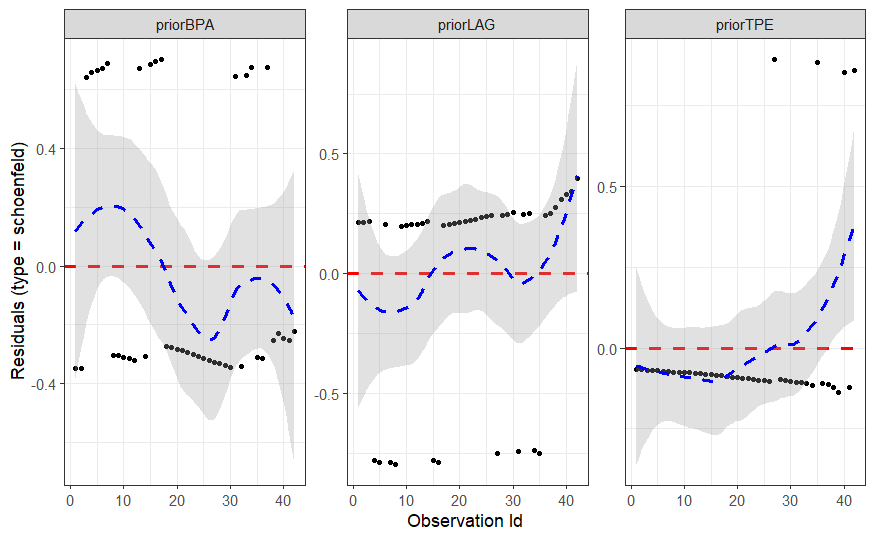 priorBPA priorLAG priorTPE
Residuals (type = schoenfeld)
0.4
0.0
-0.4
0 10 20 30 40
0.5
0.0
-0.5
0 10 20 30 40
0.5
0.0
0 10 20 30 40
Observation Id